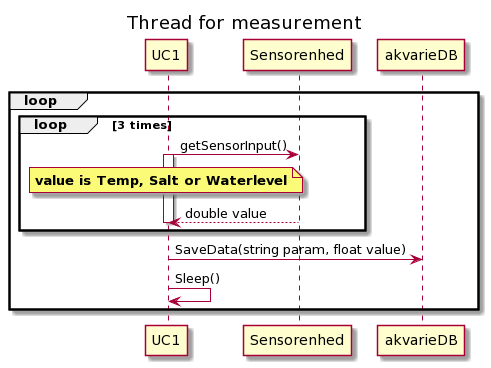 Thread for measurement
UC1 Sensorenhed akvarieDB
loop
loop [3 times]
getSensorInput()
value is Temp, Salt or Waterlevel
double value
SaveData(string param, float value)
Sleep()
UC1 Sensorenhed akvarieDB